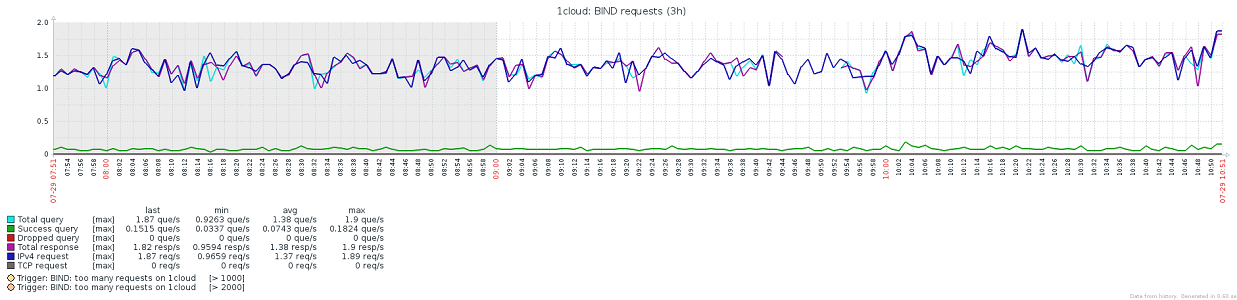 1cloud: BIND requests (3h)
2.0
1.5
1.0
0.5
0
07-29 07:51 07:54 07:56 07:58 08:00 08:02 08:04 08:06 08:08 08:10 08:12 08:14 08:16 08:18 08:20 08:22 08:24 08:26 08:28 08:30 08:32 08:34 08:36 08:38 08:40 08:42 08:44 08:46 08:48 08:50 08:52 08:54 08:56 08:58 09:00 09:02 09:04 09:06 09:08 09:10 09:12 09:14 09:16 09:18 09:20 09:22 09:24 09:26 09:28 09:30 09:32 09:34 09:36 09:38 09:40 09:42 09:44 09:46 09:48 09:50 09:52 09:54 09:56 09:58 10:00 10:02 10:04 10:06 10:08 10:10 10:12 10:14 10:16 10:18 10:20 10:22 10:24 10:26 10:28 10:30 10:32 10:34 10:36 10:38 10:40 10:42 10:44 10:46 10:48 10:50 07-29 10:51
last min avg max
Total query [max] 1.87 que/s 0.9263 que/s 1.38 que/s 1.9 que/s
Success query [max] 0.1515 que/s 0.0337 que/s 0.0743 que/s 0.1824 que/s
Dropped query [max] 0 que/s 0 que/s 0 que/s 0 que/s
Total response [max] 1.82 resp/s 0.9594 resp/s 1.38 resp/s 1.9 resp/s
IPv4 request [max] 1.87 req/s 0.9659 req/s 1.37 req/s 1.89 req/s
TCP request [max] 0 req/s 0 req/s 0 req/s 0 req/s
Trigger: BIND: too many requests on 1cloud [> 1000]
Trigger: BIND: too many requests on 1cloud [> 2000]
Data from history. Generated in 0.60 se